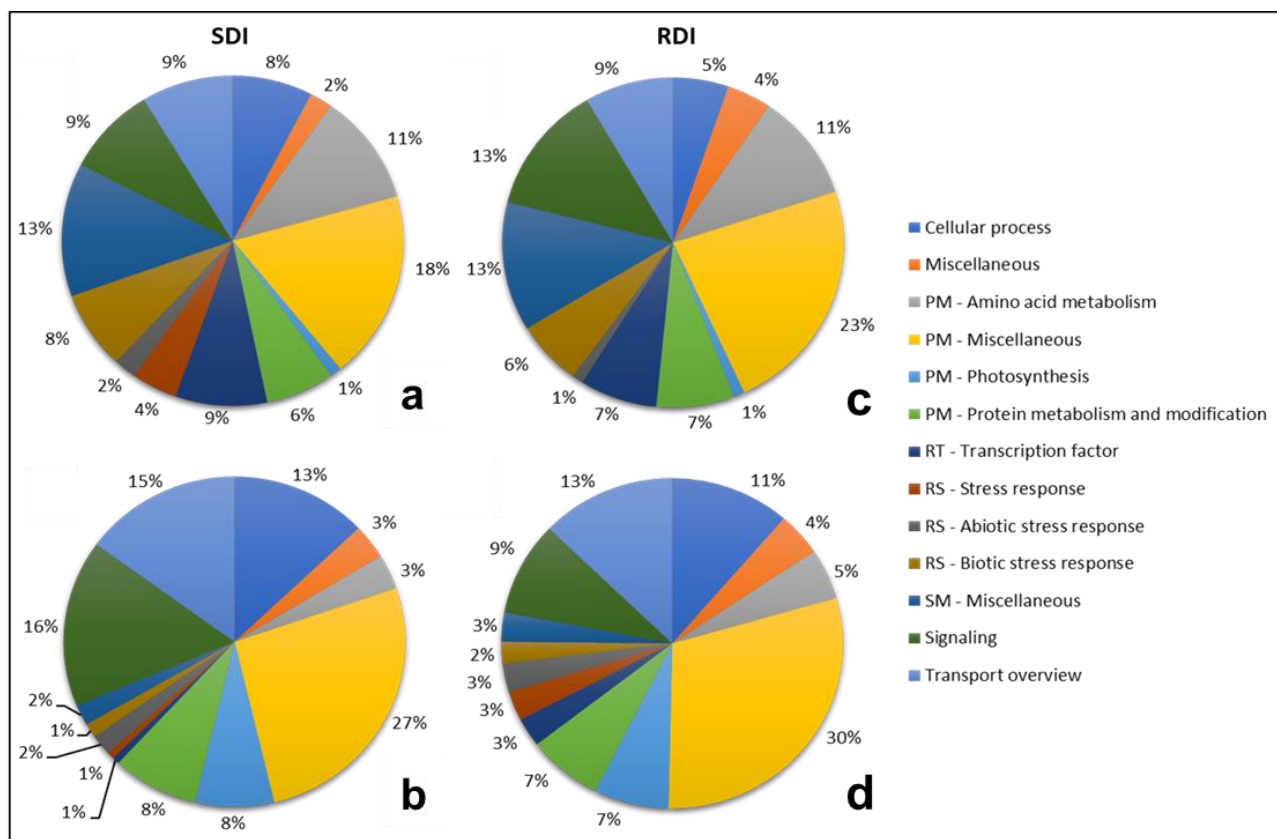 SDI
RDI
9%
8%
2%
11%
18%
1%
6%
9%
4%
2%
8%
13%
9%
a
9%
5%
4%
11%
23%
1%
7%
7%
1%
6%
13%
13%
c
15%
13%
3%
3%
27%
8%
8%
1%
1%
2%
1%
2%
16%
b
13%
11%
4%
5%
30%
7%
7%
3%
3%
3%
2%
3%
9%
d
Cellular process
Miscellaneous
PM - Amino acid metabolism
PM - Miscellaneous
PM - Photosynthesis
PM - Protein metabolism and modification
RT - Transcription factor
RS - Stress response
RS - Abiotic stress response
RS - Biotic stress response
SM - Miscellaneous
Signaling
Transport overview